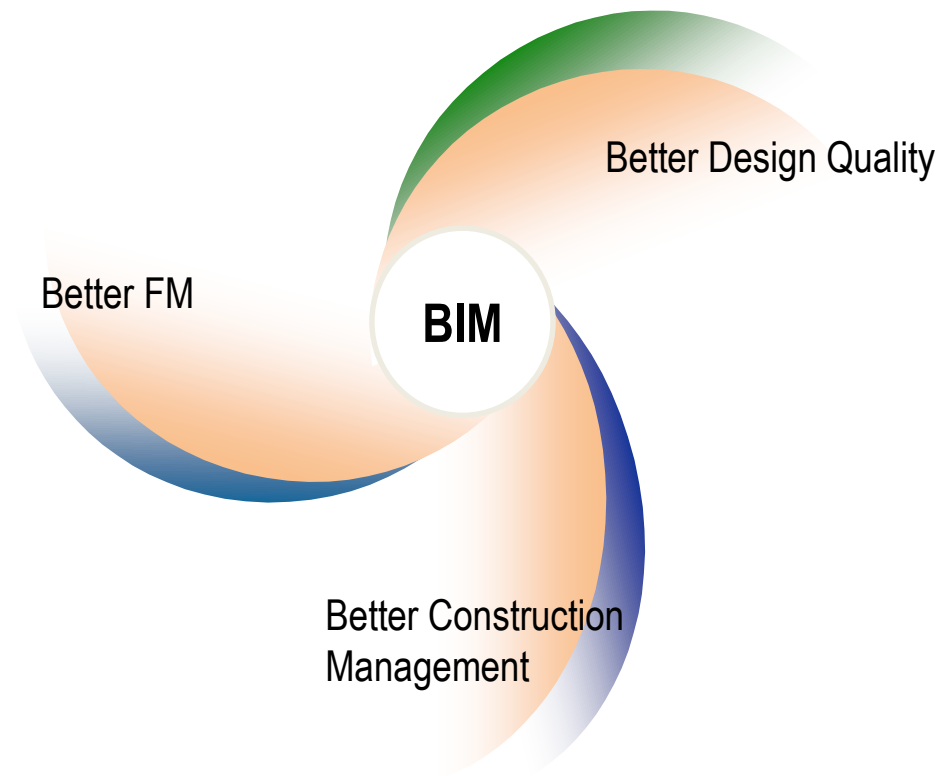 Better Design Quality
Better FM
BIM
Better Construction
Management